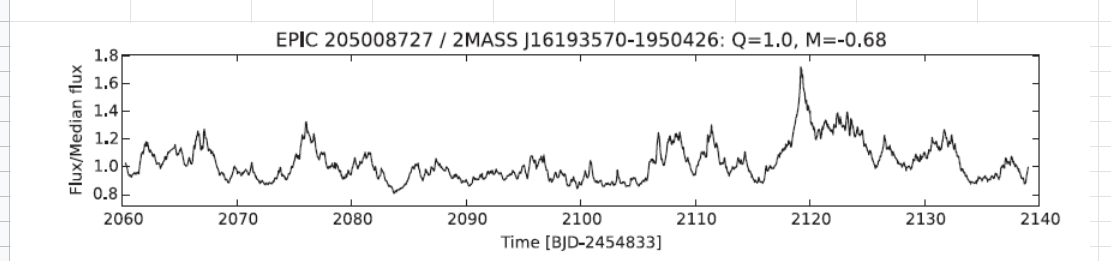 EPIC 205008727 / 2MASS J16193570-1950426: Q=1.0, M=-0.68
Flux/Median flux
1.8
1.6
1.4
1.2
1.0
0.8
2060 2070 2080 2090 2100 2110 2120 2130 2140
Time [BJD-2454833]